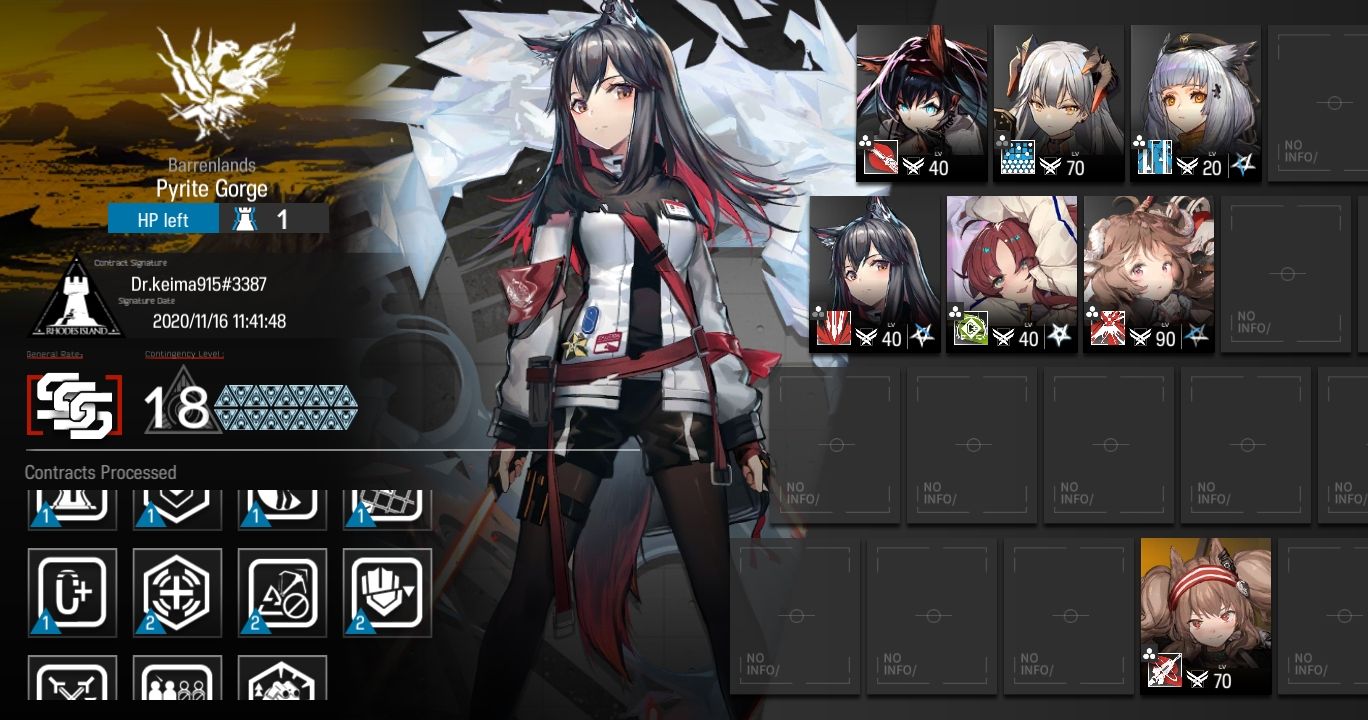 Barrenlands
Pyrite Gorge
HP left 1
Contract Signature
Dr.keima915#3387
Signature Date
2020/11/16 11:41:48
RHODES ISLAND
General Rate:
Contingency Level :
18
Contracts Processed
1 1 1 1
1 2 2 2
LV 40
LV 70
LV 20
NO INFO/
LV 40
LV 40
LV 90
NO INFO/
NO INFO/
NO INFO/
NO INFO/
NO INFO/
NO INFO/
NO INFO/
NO INFO/
NO INFO/
LV 70
NO INFO/